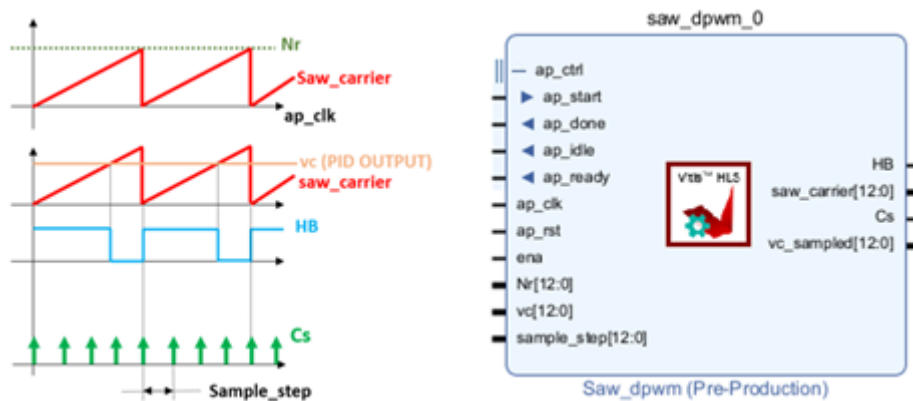 Nr
Saw_carrier
ap_clk
vc (PID OUTPUT)
saw_carrier
HB
Cs
Sample_step
saw_dpwm_0
ap_ctrl
ap_start
ap_done
ap_idle
ap_ready
ap_clk
ap_rst
ena
Nr[12:0]
vc[12:0]
sample_step[12:0]
Vitis™ HLS
HB
saw_carrier[12:0]
Cs
vc_sampled[12:0]
Saw_dpwm (Pre-Production)